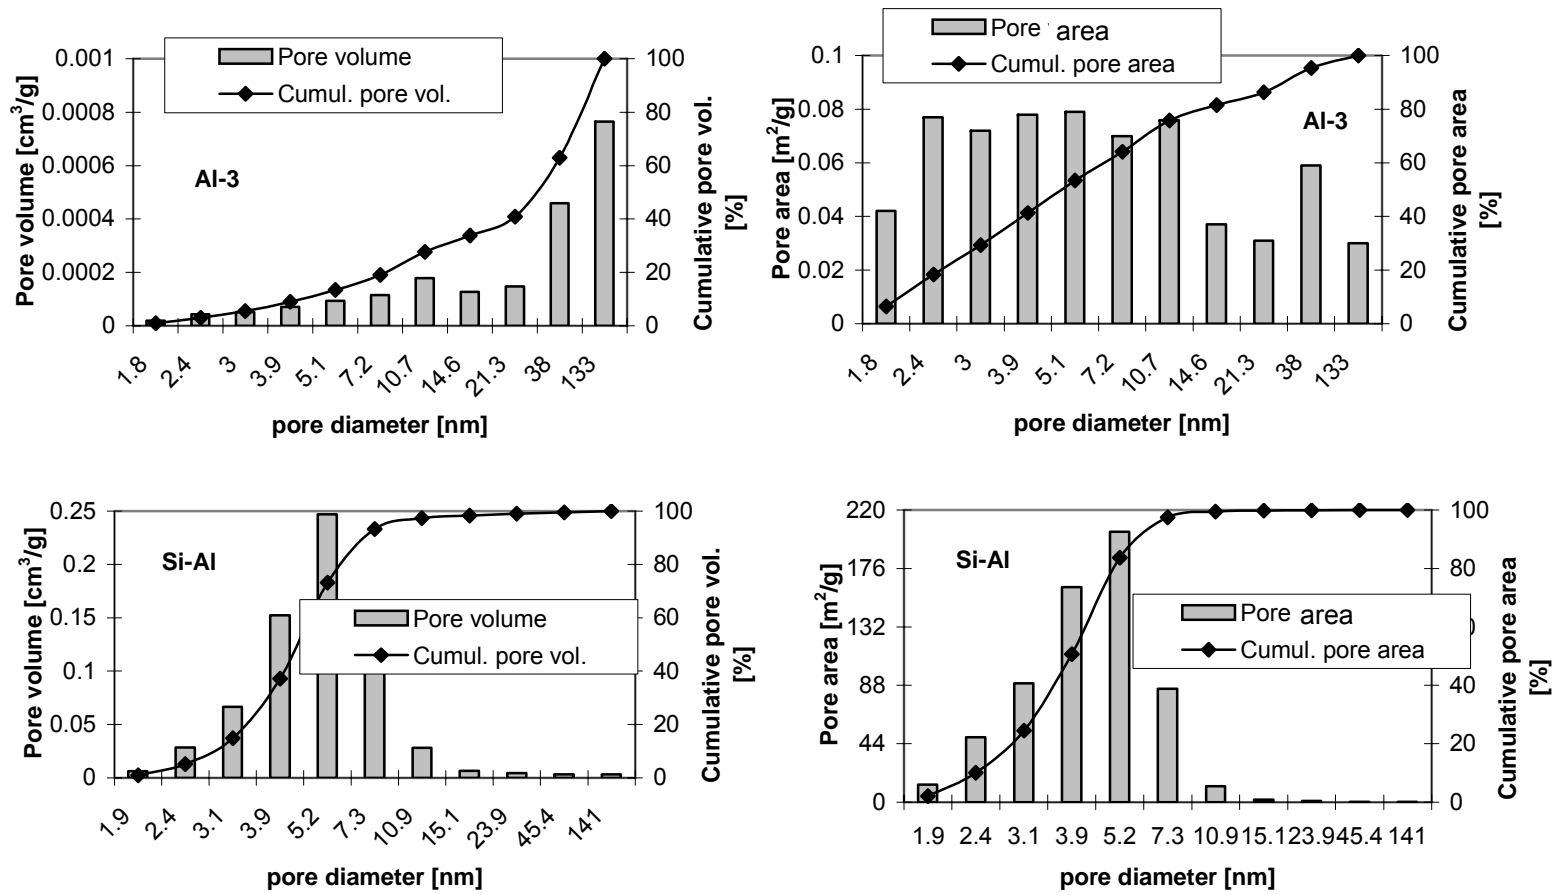 Pore volume
Cumul. pore vol.
Al-3
Pore volume [cm³/g]
0.001
0.0008
0.0006
0.0004
0.0002
0
100
80
60
40
20
0
Cumulative pore vol.
[%]
1.8 2.4 3 3.9 5.1 7.2 10.7 14.6 21.3 38 133
pore diameter [nm]
Pore area
Cumul. pore area
Al-3
Pore area [m²/g]
0.1
0.08
0.06
0.04
0.02
0
100
80
60
40
20
0
Cumulative pore area
[%]
1.8 2.4 3 3.9 5.1 7.2 10.7 14.6 21.3 38 133
pore diameter [nm]
Si-Al
Pore volume
Cumul. pore vol.
Pore volume [cm³/g]
0.25
0.2
0.15
0.1
0.05
0
100
80
60
40
20
0
Cumulative pore vol.
[%]
1.9 2.4 3.1 3.9 5.2 7.3 10.9 15.1 23.9 45.4 141
pore diameter [nm]
Si-Al
Pore area
Cumul. pore area
Pore area [m²/g]
220
176
132
88
44
0
100
80
40
20
0
Cumulative pore area
[%]
1.9 2.4 3.1 3.9 5.2 7.3 10.9 15.1 23.9 45.4 141
pore diameter [nm]